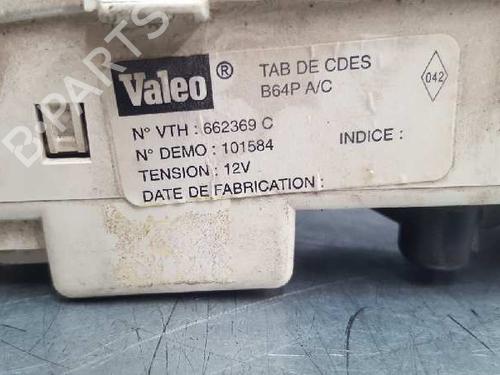 Valeo ®
TAB DE CDES
B64P A/C
042
N° VTH : 662369 C
N° DEMO : 101584
INDICE :
TENSION : 12V
DATE DE FABRICATION :
B-PARTS